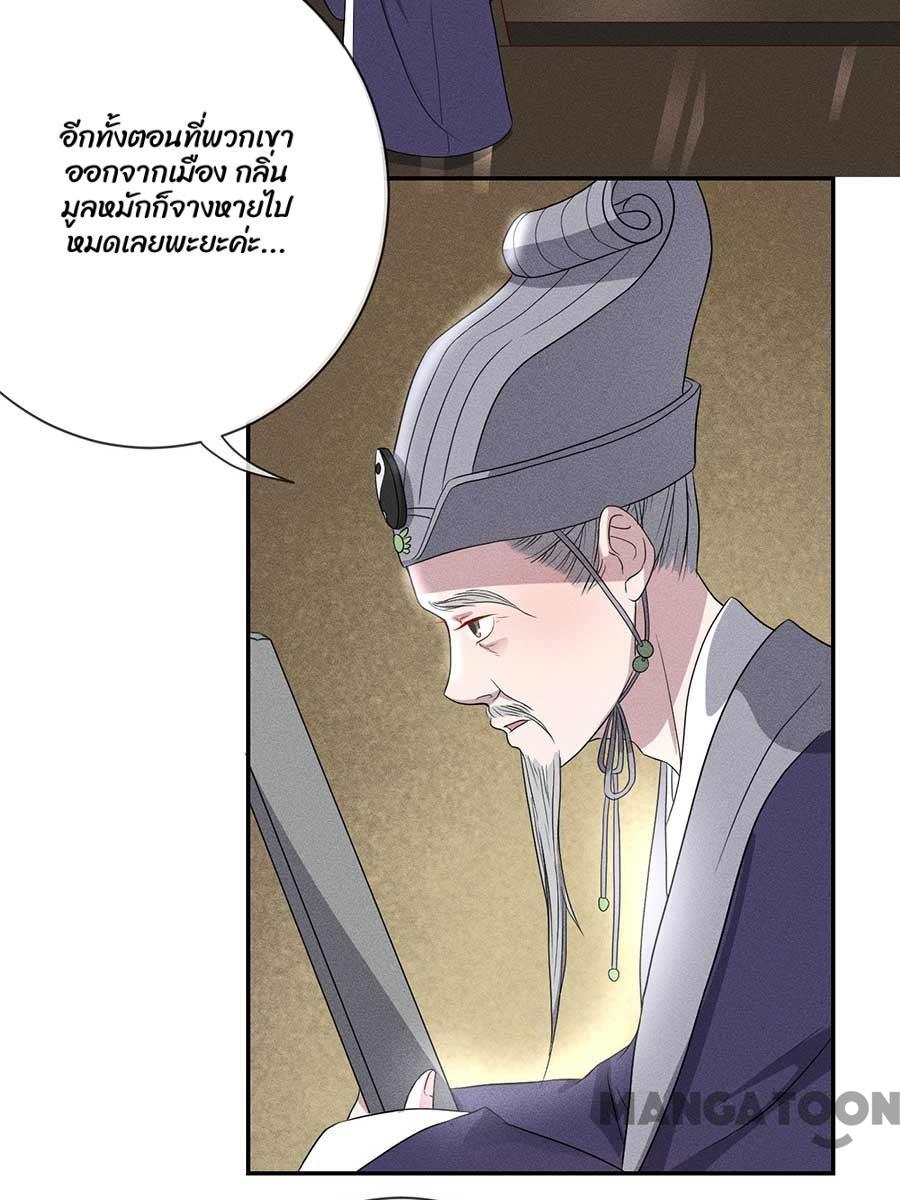 อีกทั้งตอนที่พวกเขา
ออกจากเมือง กลิ่น
มูลหมักก็จางหายไป
หมดเลยพะยะค่ะ...
MANGATOON